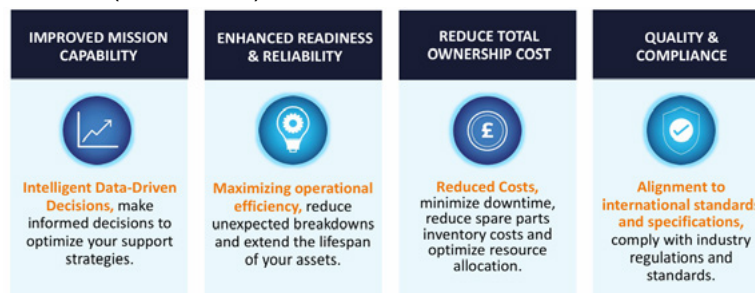 IMPROVED MISSION
CAPABILITY
Intelligent Data-Driven
Decisions, make
informed decisions to
optimize your support
strategies.
ENHANCED READINESS
& RELIABILITY
Maximizing operational
efficiency, reduce
unexpected breakdowns
and extend the lifespan
of your assets.
REDUCE TOTAL
OWNERSHIP COST
£
Reduced Costs,
minimize downtime,
reduce spare parts
inventory costs and
optimize resource
allocation.
QUALITY &
COMPLIANCE
Alignment to
international standards
and specifications,
comply with industry
regulations and
standards.